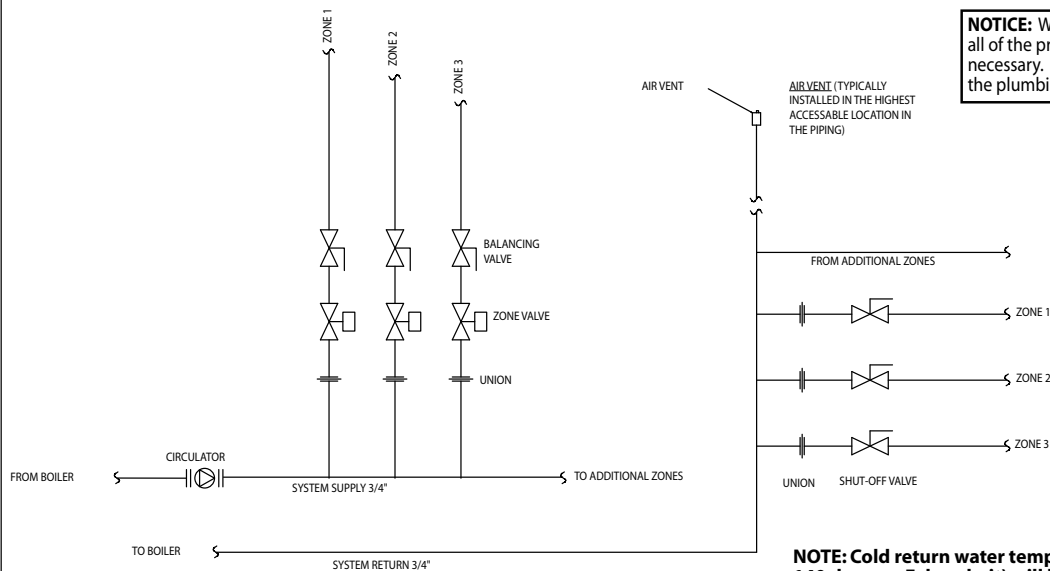 ZONE 1
ZONE 2
ZONE 3
NOTICE: W
all of the pr
necessary.
the plumbi
AIR VENT
AIR VENT (TYPICALLY
INSTALLED IN THE HIGHEST
ACCESSABLE LOCATION IN
THE PIPING)
BALANCING
VALVE
ZONE VALVE
UNION
FROM ADDITIONAL ZONES
ZONE 1
ZONE 2
ZONE 3
UNION
SHUT-OFF VALVE
FROM BOILER
CIRCULATOR
SYSTEM SUPPLY 3/4"
TO ADDITIONAL ZONES
TO BOILER
SYSTEM RETURN 3/4"
NOTE: Cold return water temp